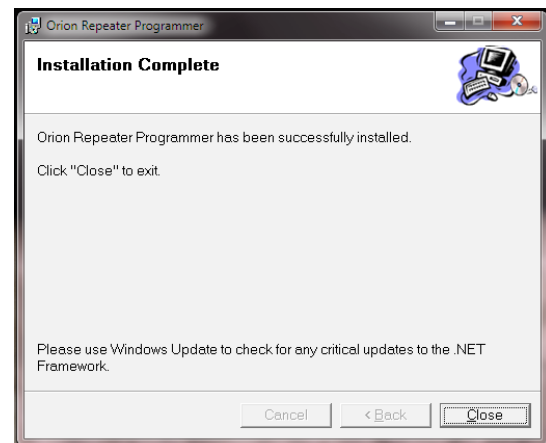 Orion Repeater Programmer
Installation Complete
Orion Repeater Programmer has been successfully installed.
Click "Close" to exit.
Please use Windows Update to check for any critical updates to the .NET
Framework.
Cancel
< Back
Close